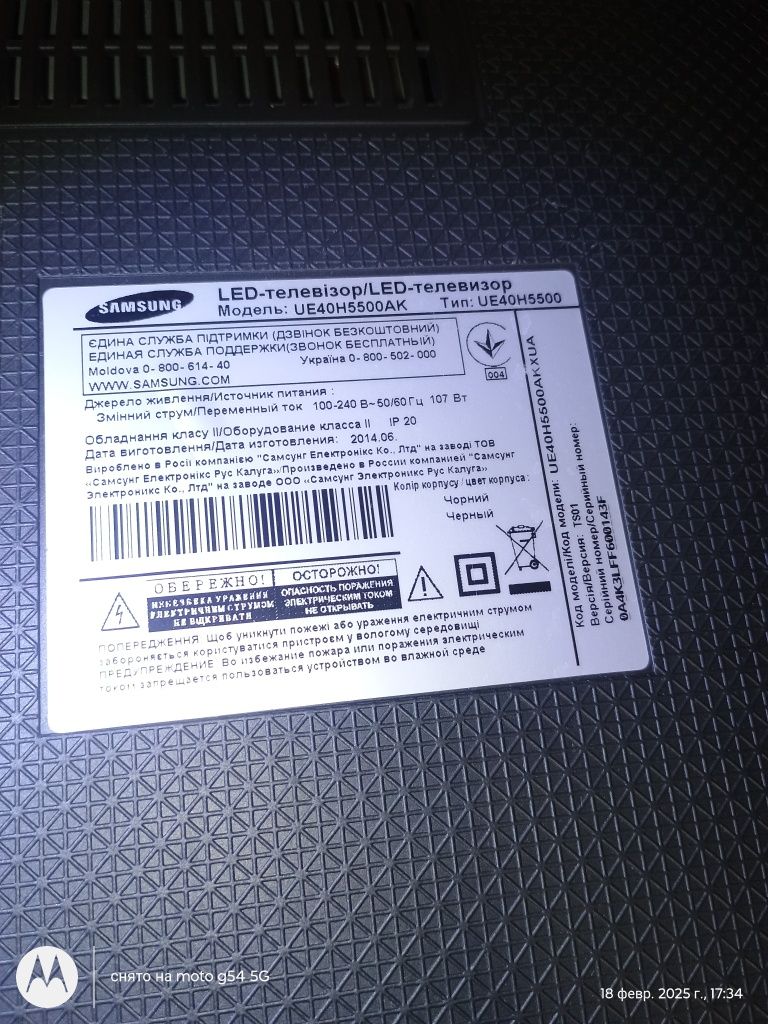 SAMSUNG
LED-телевізор/LED-телевизор
Модель: UE40H5500AK Тип: UE40H5500
ЄДИНА СЛУЖБА ПІДТРИМКИ (ДЗВІНОК БЕЗКОШТОВНИЙ)
ЕДИНАЯ СЛУЖБА ПОДДЕРЖКИ(ЗВОНОК БЕСПЛАТНЫЙ)
Moldova 0-800-614-40 Україна 0-800-502-000
WWW.SAMSUNG.COM
004
Джерело живлення/Источник питания :
Змінний струм/Переменный ток 100-240 В~50/60Гц 107 Вт
Обладнання класу II/Оборудование класса II IP 20
Дата виготовлення/Дата изготовления: 2014.06.
Вироблено в Росії компанією "Самсунг Електронікс Ко., Лтд" на заводі ТОВ
«Самсунг Електронікс Рус Калуга»/Произведено в России компанией "Самсунг
Электроникс Ко., Лтд" на заводе ООО «Самсунг Электроникс Рус Калуга»
Колір корпусу / цвет корпуса:
Чорний
Черный
ОБЕРЕЖНО!
НЕБЕЗПЕКА УРАЖЕННЯ
ЕЛЕКТРИЧНИМ СТРУМОМ
НЕ ВІДКРИВАТИ
ОСТОРОЖНО!
ОПАСНОСТЬ ПОРАЖЕНИЯ
ЭЛЕКТРИЧЕСКИМ ТОКОМ
НЕ ОТКРЫВАТЬ
ПОПЕРЕДЖЕННЯ. Щоб уникнути пожежі або ураження електричним струмом
забороняється користуватися пристроєм у вологому середовищі
ПРЕДУПРЕЖДЕНИЕ. Во избежание пожара или поражения электрическим
током запрещается пользоваться устройством во влажной среде
Код моделі/Код модели: UE40H5500AKXUA
Версія/Версия: TS01
Серійний номер/Серийный номер:
0A4K3LFF600143F
снято на moto g54 5G
18 февр. 2025 г., 17:34